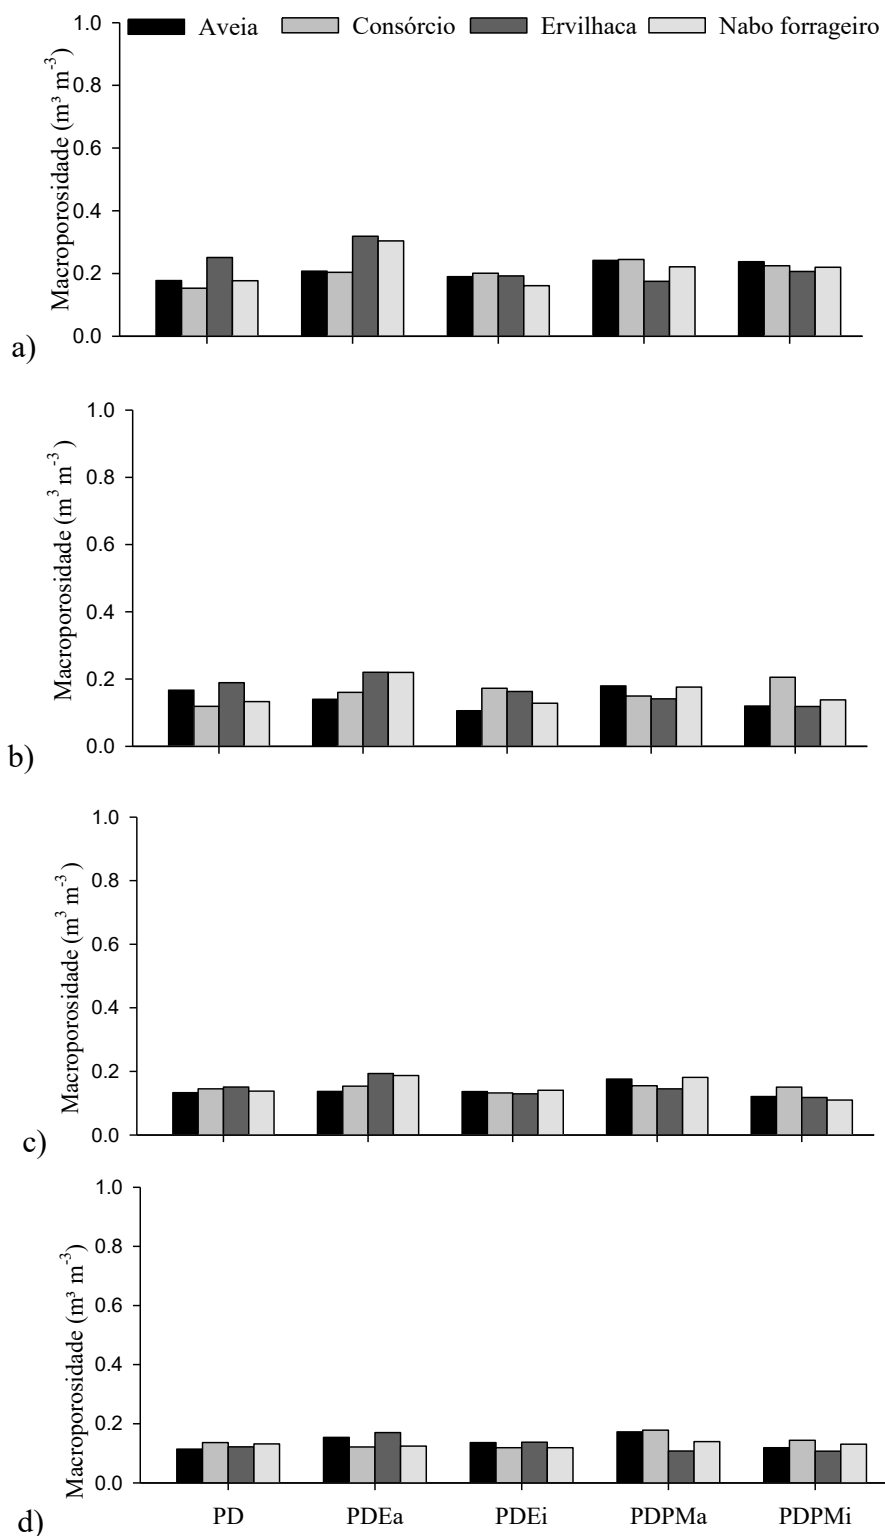 Aveia Consórcio Ervilhaca Nabo forrageiro
Macroporosidade (m³ m⁻³)
1.0
0.8
0.6
0.4
0.2
0.0
a)
Macroporosidade (m³ m⁻³)
1.0
0.8
0.6
0.4
0.2
0.0
b)
Macroporosidade (m³ m⁻³)
1.0
0.8
0.6
0.4
0.2
0.0
c)
Macroporosidade (m³ m⁻³)
1.0
0.8
0.6
0.4
0.2
0.0
d)
PD PDEa PDEi PDPMa PDPMi